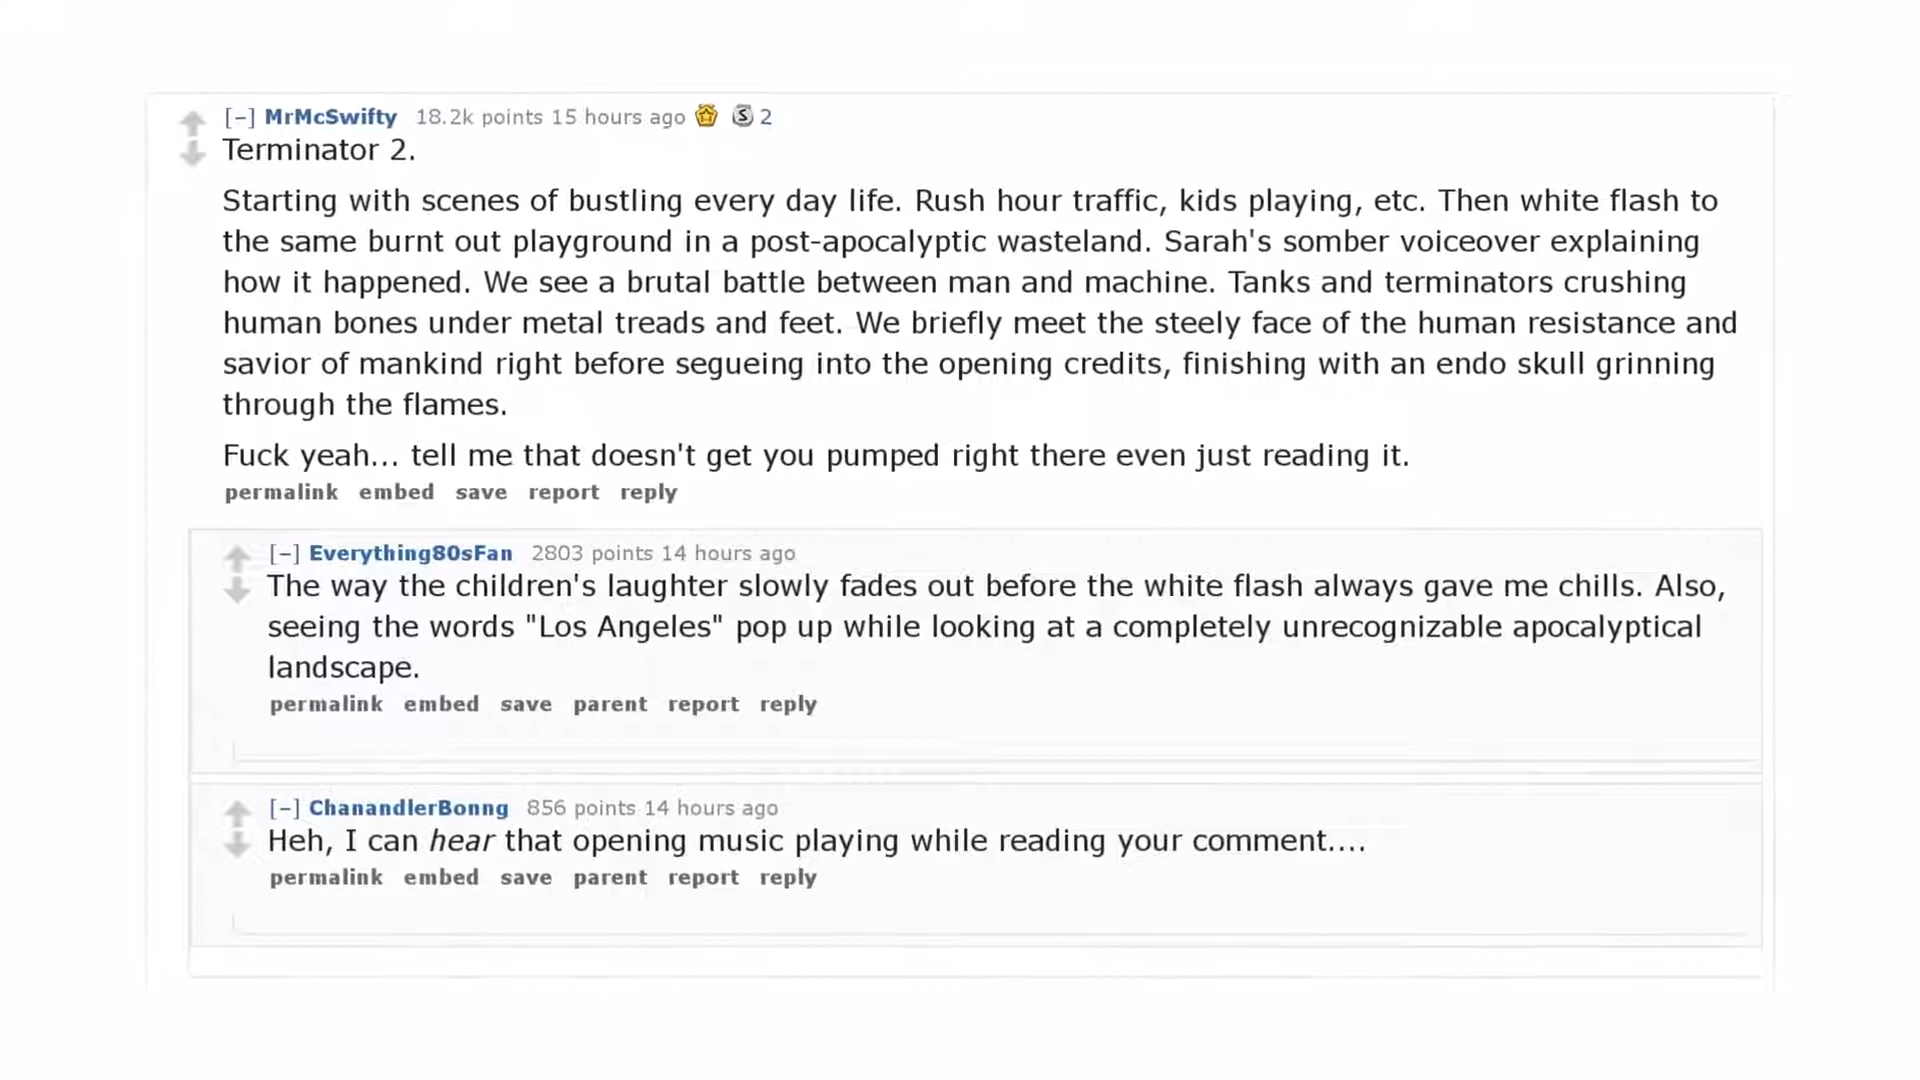 [–] MrMcSwifty 18.2k points 15 hours ago S 2
Terminator 2.
Starting with scenes of bustling every day life. Rush hour traffic, kids playing, etc. Then white flash to
the same burnt out playground in a post-apocalyptic wasteland. Sarah's somber voiceover explaining
how it happened. We see a brutal battle between man and machine. Tanks and terminators crushing
human bones under metal treads and feet. We briefly meet the steely face of the human resistance and
savior of mankind right before segueing into the opening credits, finishing with an endo skull grinning
through the flames.
Fuck yeah... tell me that doesn't get you pumped right there even just reading it.
permalink embed save report reply
[–] Everything80sFan 2803 points 14 hours ago
The way the children's laughter slowly fades out before the white flash always gave me chills. Also,
seeing the words "Los Angeles" pop up while looking at a completely unrecognizable apocalyptical
landscape.
permalink embed save parent report reply
[–] ChanandlerBonng 856 points 14 hours ago
Heh, I can hear that opening music playing while reading your comment....
permalink embed save parent report reply